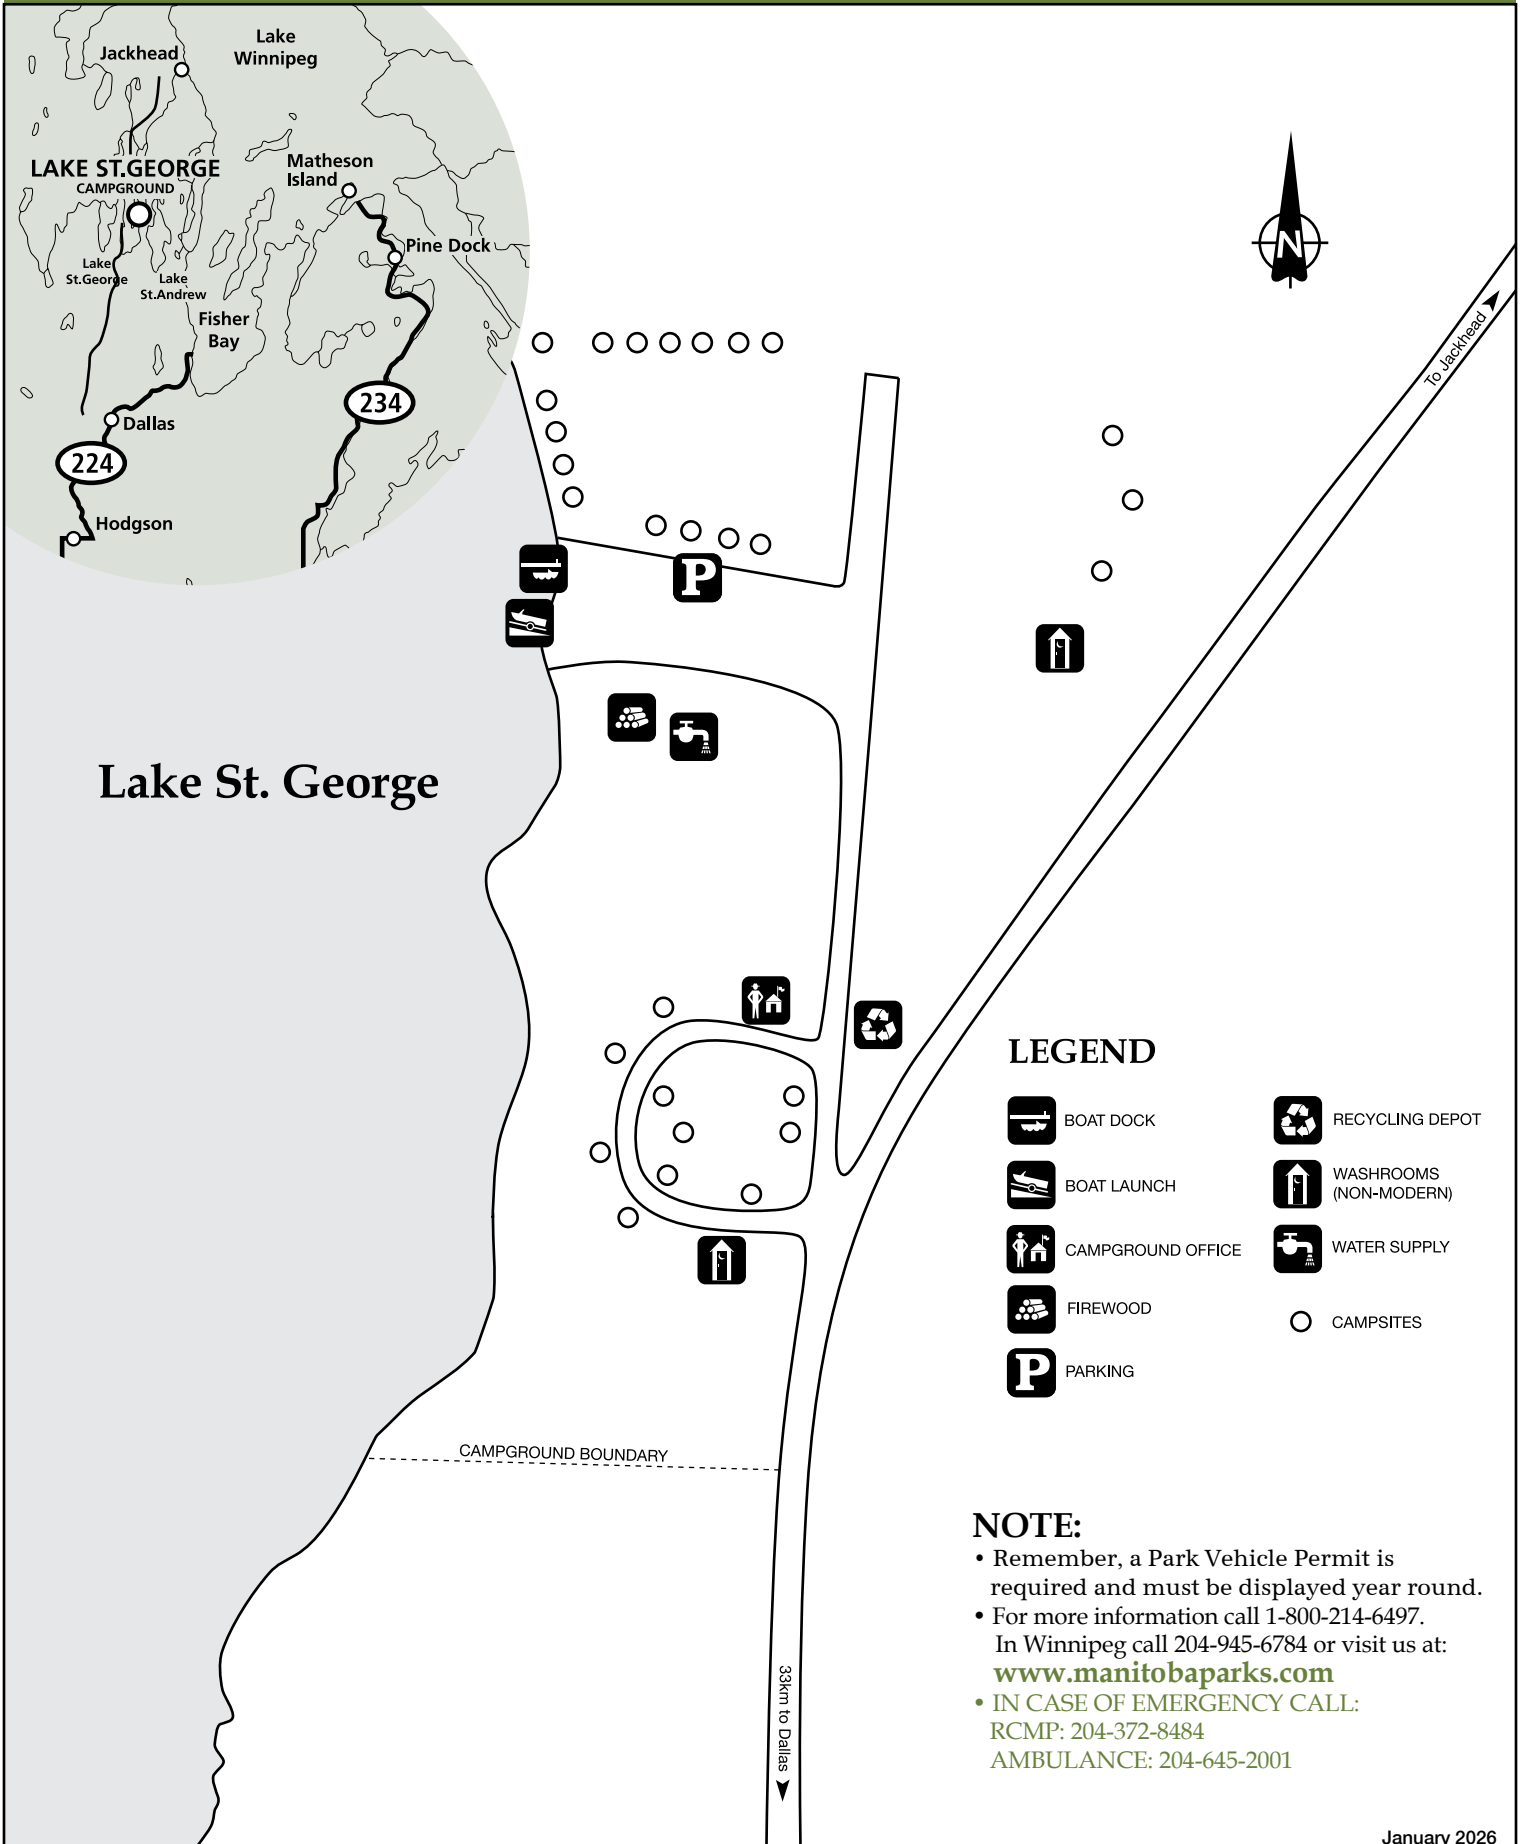 Lake
Winnipeg
Jackhead
LAKE ST.GEORGE
CAMPGROUND
Matheson
Island
Pine Dock
Lake
St.George
Lake
St.Andrew
Fisher
Bay
234
Dallas
224
Hodgson
N
To Jackhead
P
Lake St. George
LEGEND
BOAT DOCK
BOAT LAUNCH
CAMPGROUND OFFICE
FIREWOOD
P PARKING
RECYCLING DEPOT
WASHROOMS
(NON-MODERN)
WATER SUPPLY
CAMPSITES
CAMPGROUND BOUNDARY
33km to Dallas
NOTE:
• Remember, a Park Vehicle Permit is
required and must be displayed year round.
• For more information call 1-800-214-6497.
In Winnipeg call 204-945-6784 or visit us at:
www.manitobaparks.com
• IN CASE OF EMERGENCY CALL:
RCMP: 204-372-8484
AMBULANCE: 204-645-2001
January 2026